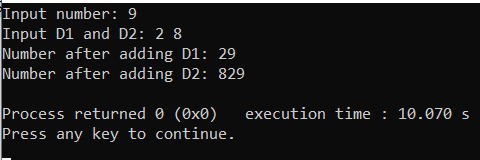 Input number: 9
Input D1 and D2: 2 8
Number after adding D1: 29
Number after adding D2: 829
Process returned 0 (0x0)   execution time : 10.070 s
Press any key to continue.